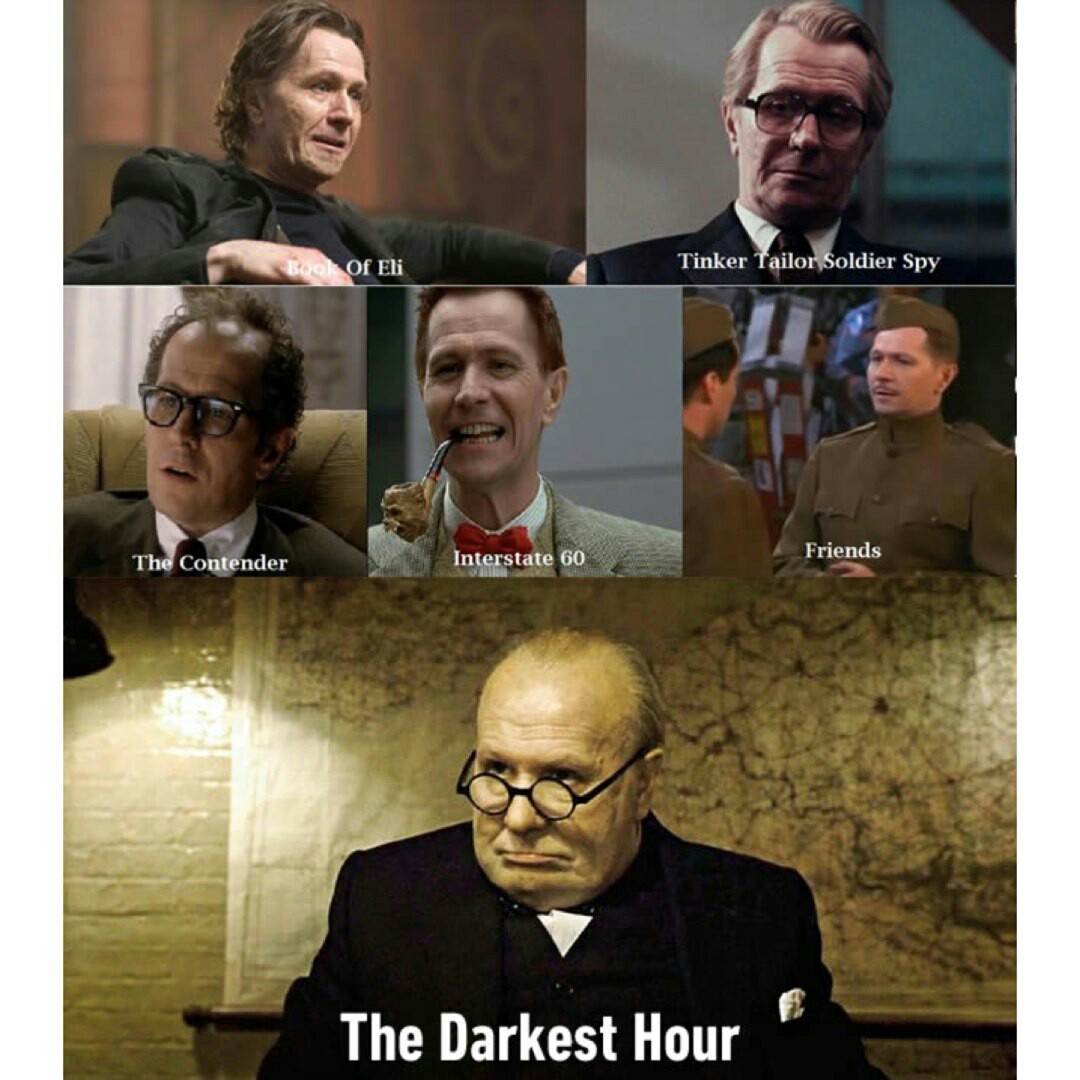 Book Of Eli
Tinker Tailor Soldier Spy
The Contender
Interstate 60
Friends
The Darkest Hour